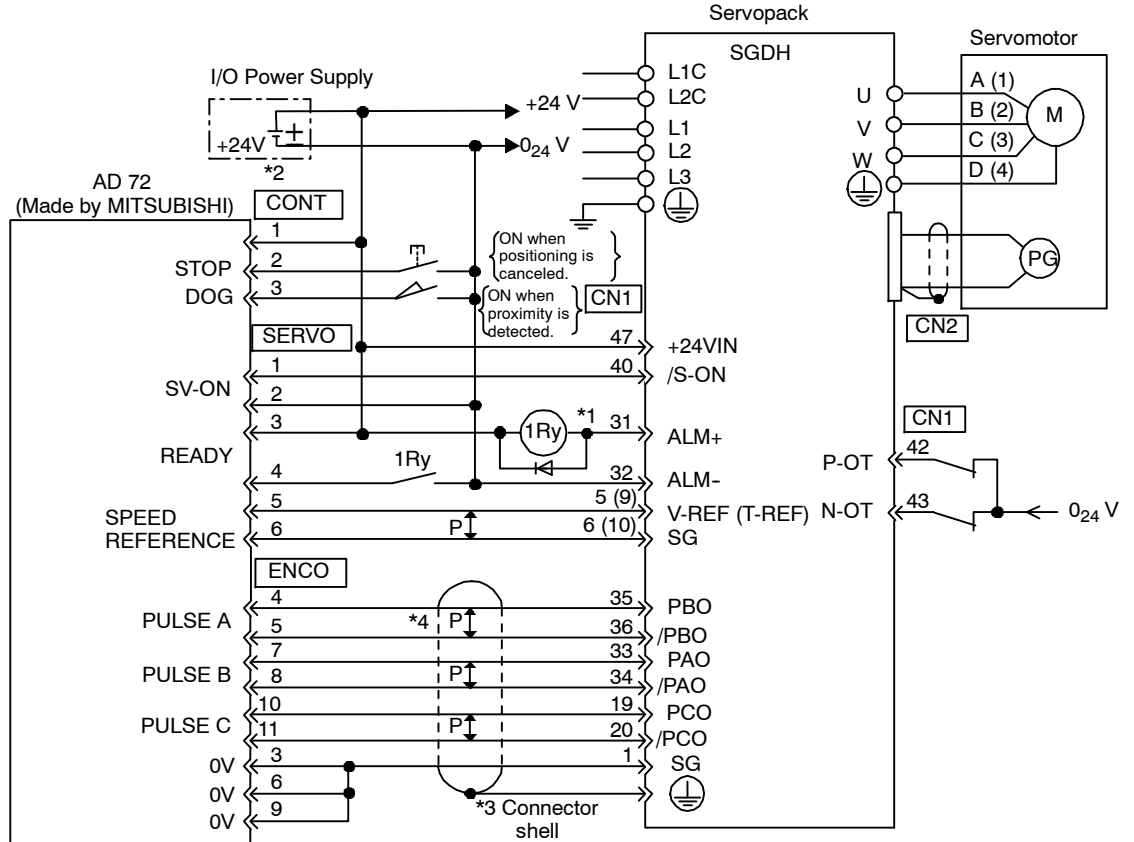 Servopack
SGDH
Servomotor
I/O Power Supply
+24V
*2
+24 V
0₂₄ V
L1C
L2C
L1
L2
L3
U
V
W
A (1)
B (2)
C (3)
D (4)
M
PG
CN2
AD 72
(Made by MITSUBISHI)
CONT
1
STOP 2
DOG 3
ON when
positioning is
canceled.
ON when
proximity is
detected.
CN1
SERVO
47 +24VIN
SV-ON
1 40 /S-ON
2
3 1Ry *1 31 ALM+
READY
4 1Ry 32 ALM-
SPEED
REFERENCE
5 5 (9) V-REF (T-REF)
6 P 6 (10) SG
CN1
P-OT 42
N-OT 43 0₂₄ V
ENCO
PULSE A
4 35 PBO
*4 P
5 36 /PBO
PULSE B
7 33 PAO
P
8 34 /PAO
PULSE C
10 19 PCO
P
11 20 /PCO
0V 3 1 SG
0V 6
0V 9
*3 Connector
shell